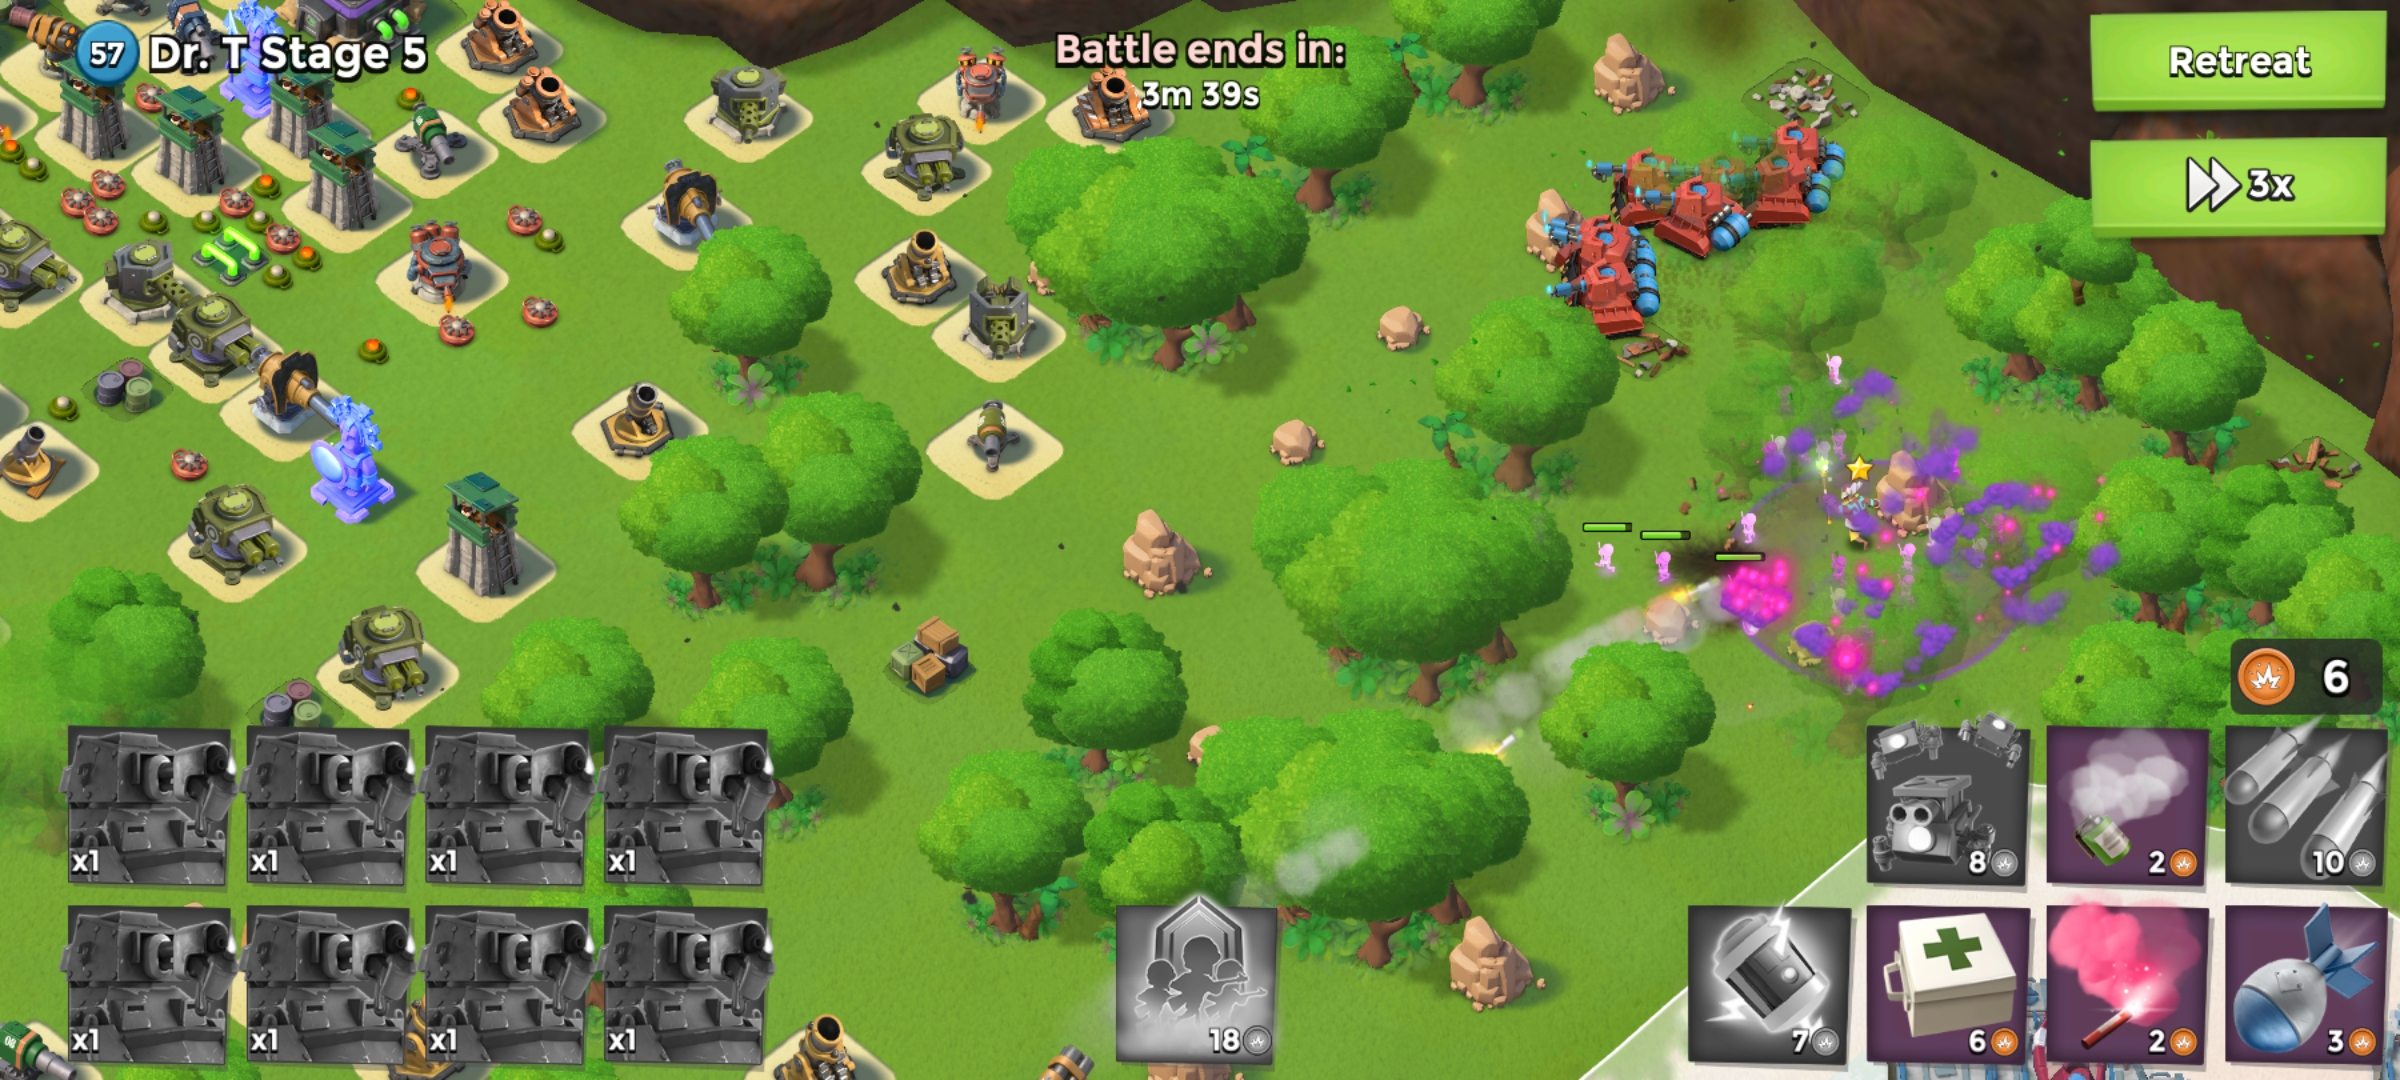 57 Dr. T Stage 5
Battle ends in:
3m 39s
Retreat
3x
6
8
2
10
x1
x1
x1
x1
x1
x1
x1
x1
18
7
6
2
3